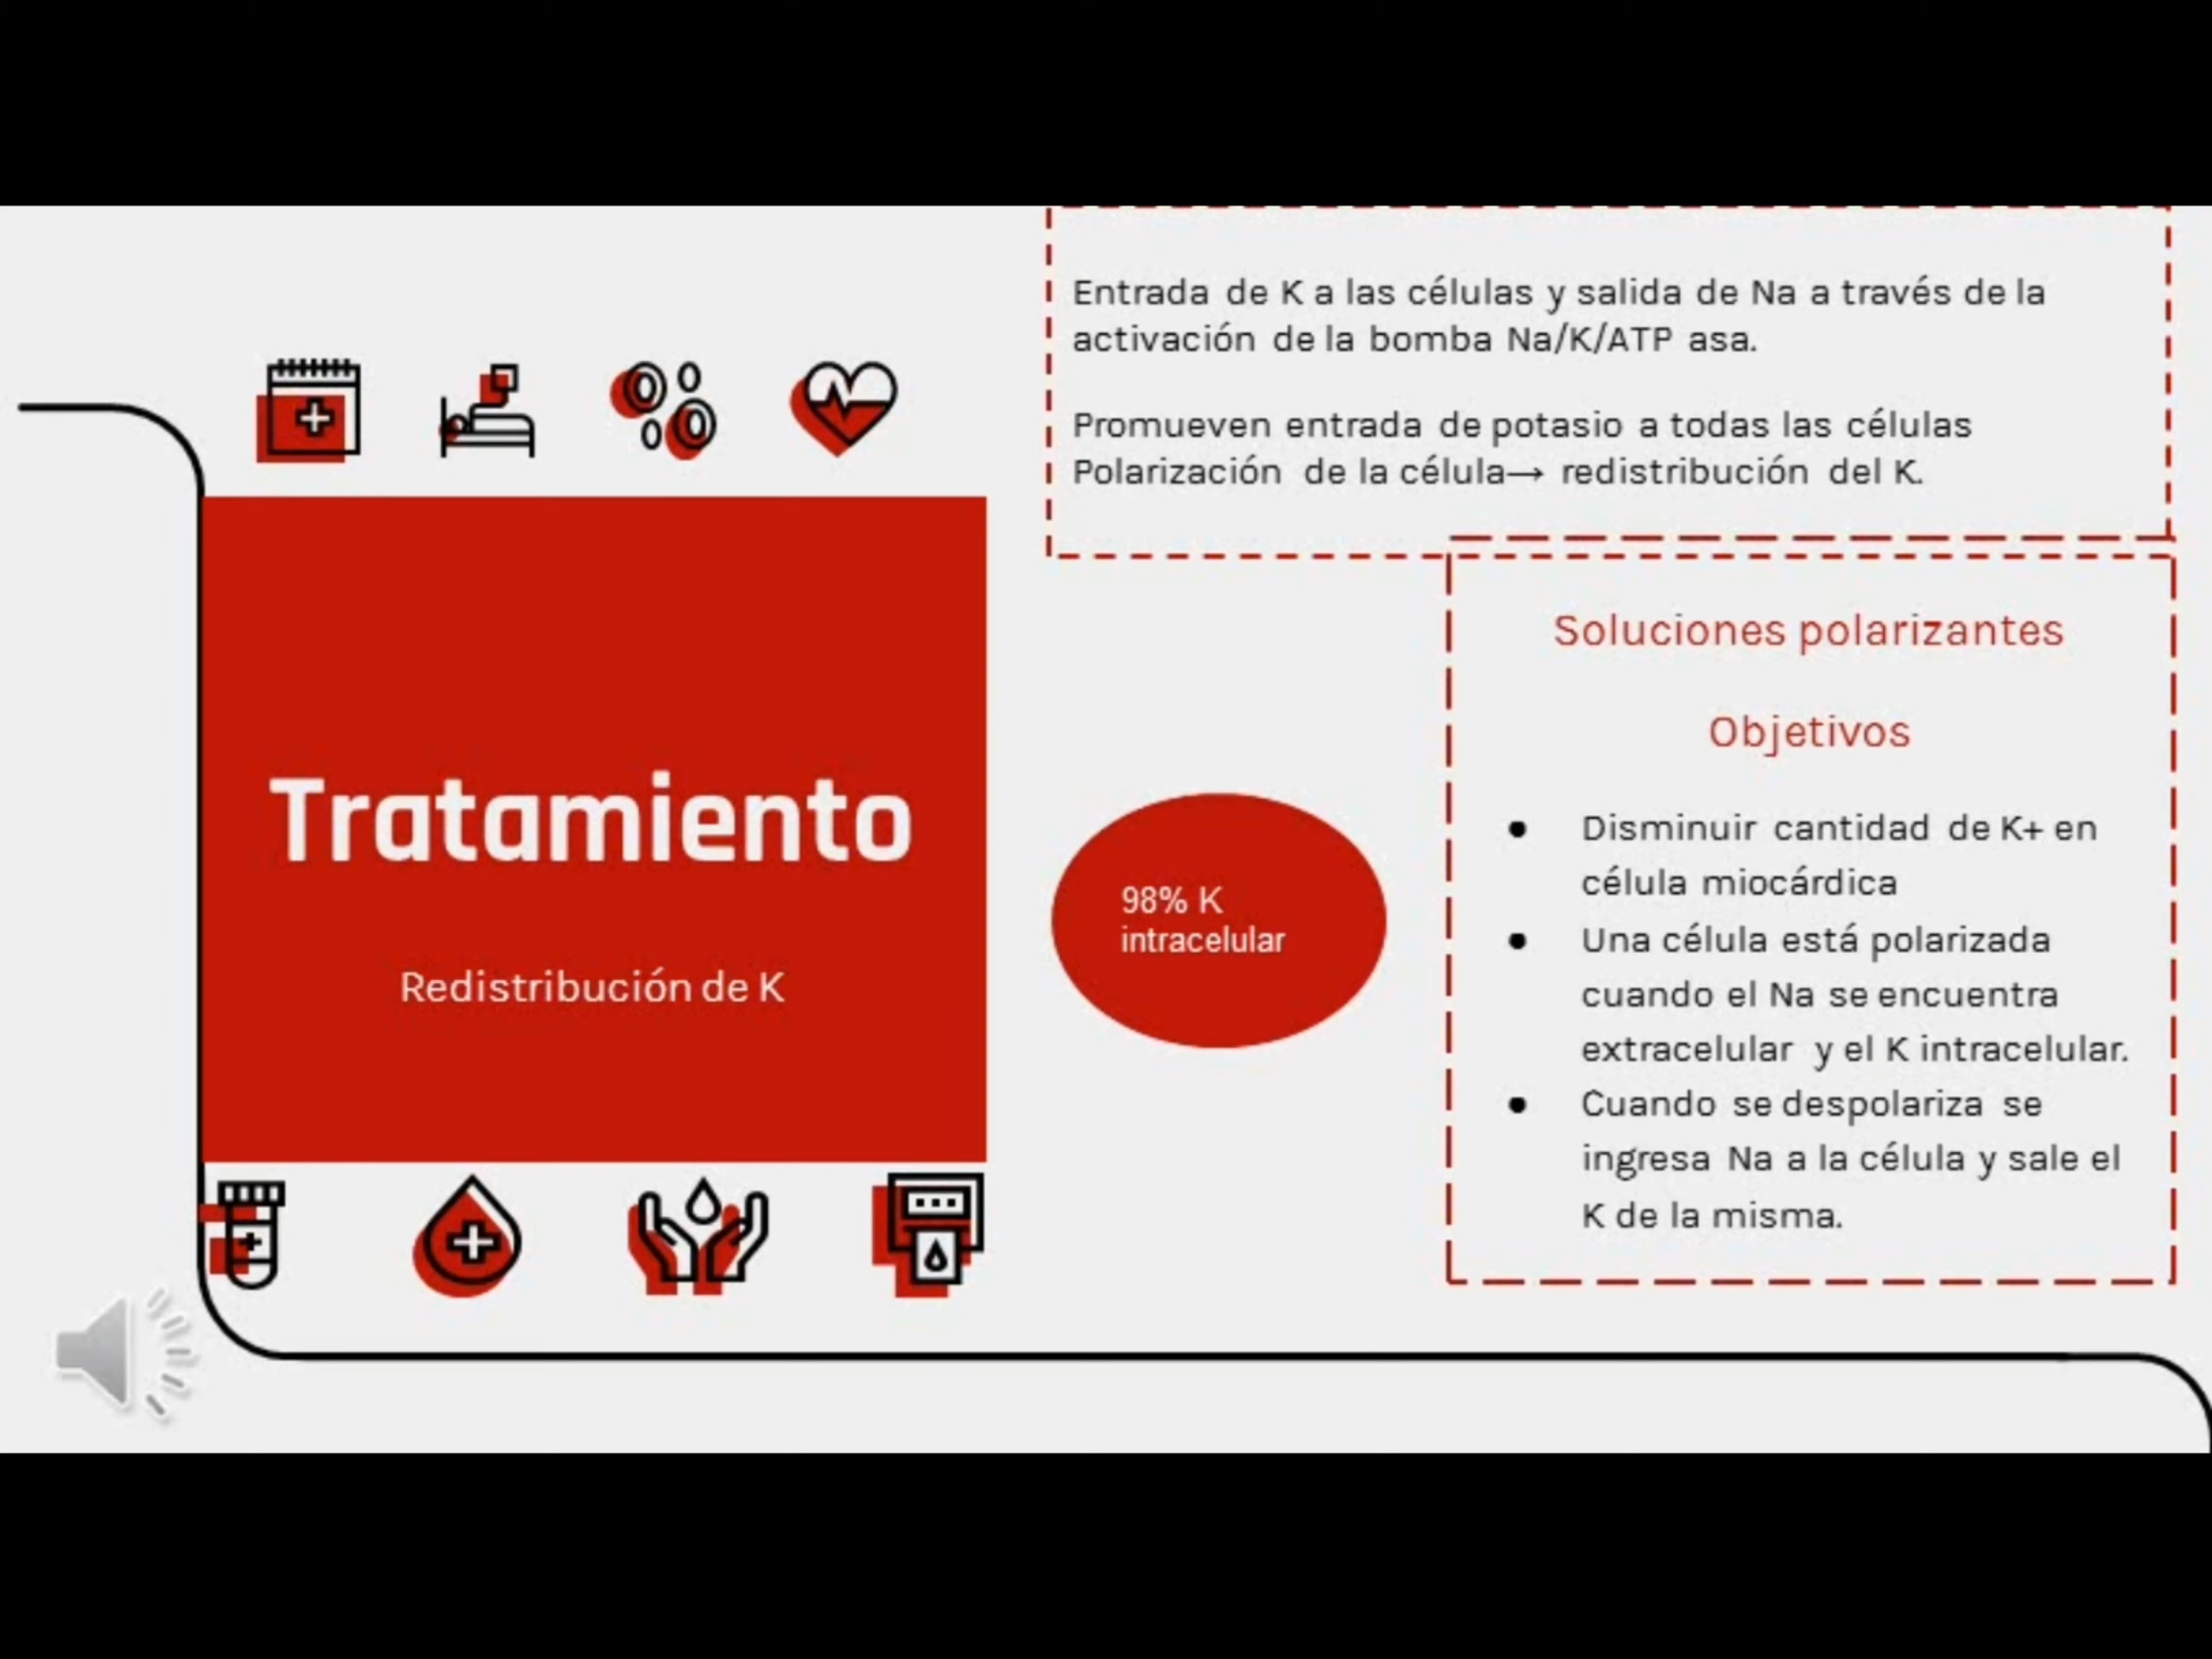 Entrada de K a las células y salida de Na a través de la
activación de la bomba Na/K/ATP asa.
Promueven entrada de potasio a todas las células
Polarización de la célula→ redistribución del K.
Tratamiento
Redistribución de K
98% K
intracelular
Soluciones polarizantes
Objetivos
● Disminuir cantidad de K+ en
célula miocárdica
● Una célula está polarizada
cuando el Na se encuentra
extracelular y el K intracelular.
● Cuando se despolariza se
ingresa Na a la célula y sale el
K de la misma.